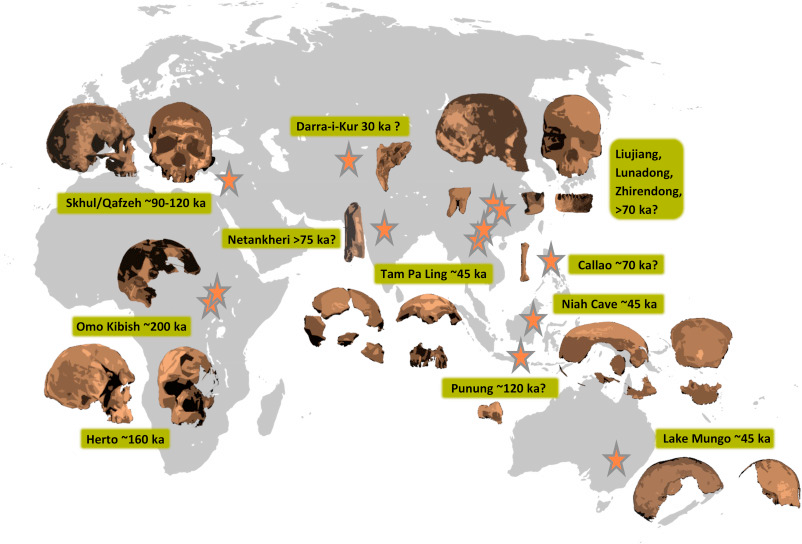 Darra-i-Kur 30 ka ?
Liujiang,
Lunadong,
Zhirendong,
>70 ka?
Skhul/Qafzeh ~90-120 ka
Netankheri >75 ka?
Tam Pa Ling ~45 ka
Callao ~70 ka?
Niah Cave ~45 ka
Omo Kibish ~200 ka
Punung ~120 ka?
Herto ~160 ka
Lake Mungo ~45 ka